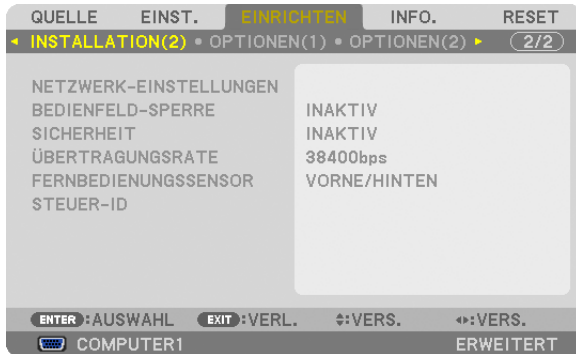 QUELLE EINST. EINRICHTEN INFO. RESET
◂ INSTALLATION(2) • OPTIONEN(1) • OPTIONEN(2) ▸ 2/2
NETZWERK-EINSTELLUNGEN
BEDIENFELD-SPERRE INAKTIV
SICHERHEIT INAKTIV
ÜBERTRAGUNGSRATE 38400bps
FERNBEDIENUNGSSENSOR VORNE/HINTEN
STEUER-ID
ENTER :AUSWAHL EXIT :VERL. ♦:VERS. ◂▸:VERS.
COMPUTER1 ERWEITERT